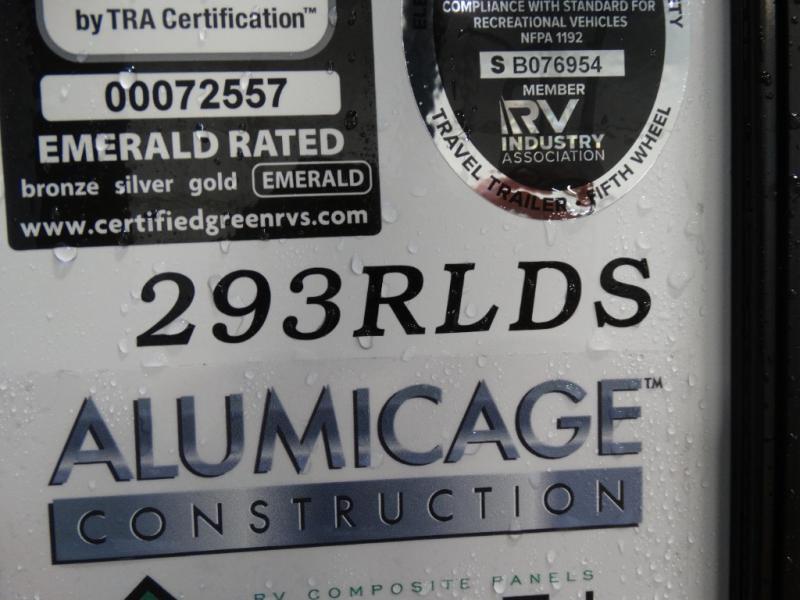 by TRA Certification™
00072557
EMERALD RATED
bronze silver gold EMERALD
www.certifiedgreenrvs.com
COMPLIANCE WITH STANDARD FOR
RECREATIONAL VEHICLES
NFPA 1192
S B076954
MEMBER
RV
INDUSTRY
ASSOCIATION
TRAVEL TRAILER - FIFTH WHEEL
293RLDS
ALUMICAGE™
CONSTRUCTION
RV COMPOSITE PANELS